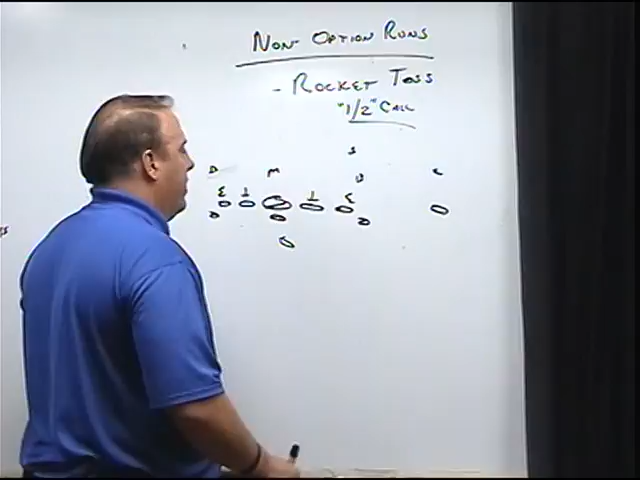 NON OPTION RUNS
- ROCKET TOSS
"1/2" CALL
S
B M B C
E T T E